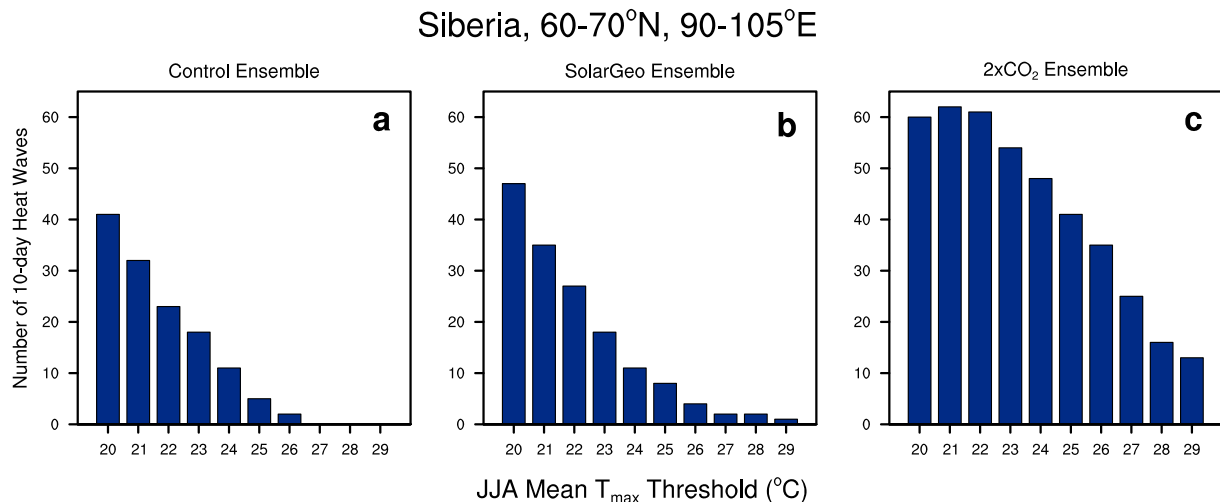 Siberia, 60-70°N, 90-105°E
Control Ensemble
SolarGeo Ensemble
2xCO₂ Ensemble
a
b
c
Number of 10-day Heat Waves
60
50
40
30
20
10
0
20 21 22 23 24 25 26 27 28 29
60
50
40
30
20
10
0
20 21 22 23 24 25 26 27 28 29
60
50
40
30
20
10
0
20 21 22 23 24 25 26 27 28 29
JJA Mean Tmax Threshold (°C)